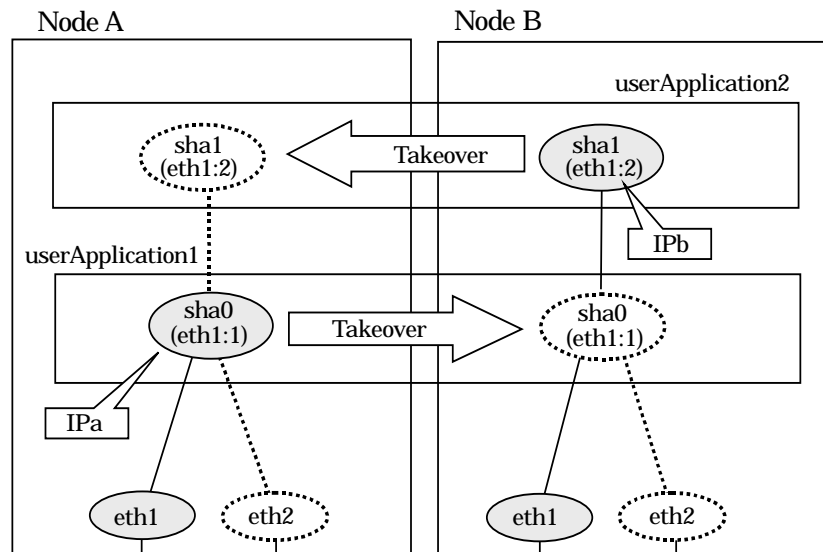 Node A
Node B
userApplication2
sha1
(eth1:2)
Takeover
sha1
(eth1:2)
IPb
userApplication1
sha0
(eth1:1)
Takeover
sha0
(eth1:1)
IPa
eth1
eth2
eth1
eth2